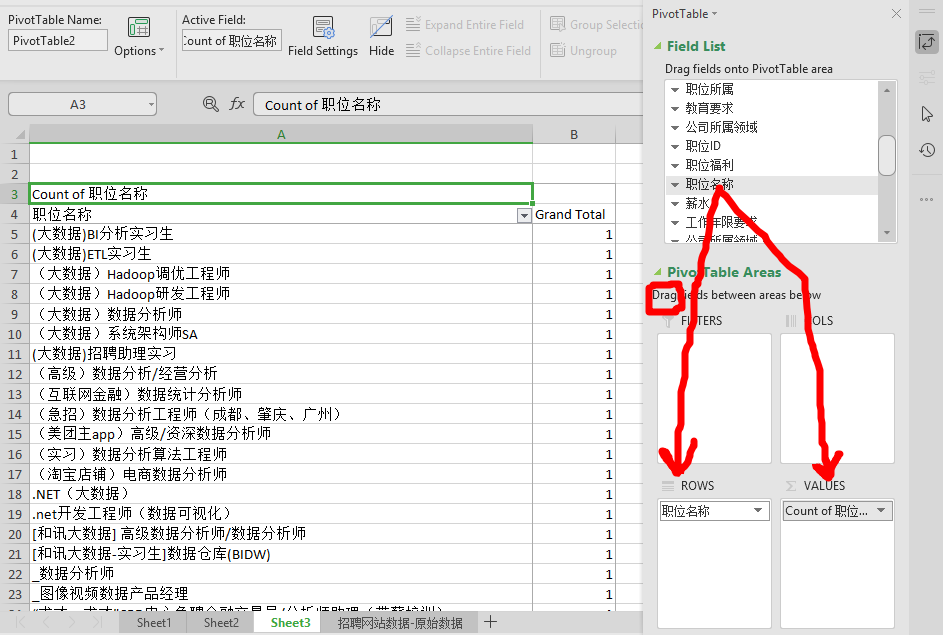 PivotTable Name:
PivotTable2
Options
Active Field:
Count of 职位名称
Field Settings
Hide
Expand Entire Field
Collapse Entire Field
Group Selectio
Ungroup
A3
fx
Count of 职位名称
A
B
1
2
3 Count of 职位名称
4 职位名称 Grand Total
5 (大数据)BI分析实习生 1
6 (大数据)ETL实习生 1
7 （大数据）Hadoop调优工程师 1
8 （大数据）Hadoop研发工程师 1
9 （大数据）数据分析师 1
10 （大数据）系统架构师SA 1
11 (大数据)招聘助理实习 1
12 （高级）数据分析/经营分析 1
13 （互联网金融）数据统计分析师 1
14 （急招）数据分析工程师（成都、肇庆、广州） 1
15 （美团主app）高级/资深数据分析师 1
16 （实习）数据分析算法工程师 1
17 （淘宝店铺）电商数据分析师 1
18 .NET（大数据） 1
19 .net开发工程师（数据可视化） 1
20 [和讯大数据] 高级数据分析师/数据分析师 1
21 [和讯大数据-实习生]数据仓库(BIDW) 1
22 _数据分析师 1
23 _图像视频数据产品经理 1
Sheet1
Sheet2
Sheet3
招聘网站数据-原始数据
PivotTable
Field List
Drag fields onto PivotTable area
职位所属
教育要求
公司所属领域
职位ID
职位福利
职位名称
薪水
工作年限要求
公司所属领域
PivotTable Areas
Drag fields between areas below
FILTERS
COLS
ROWS
VALUES
职位名称
Count of 职位...